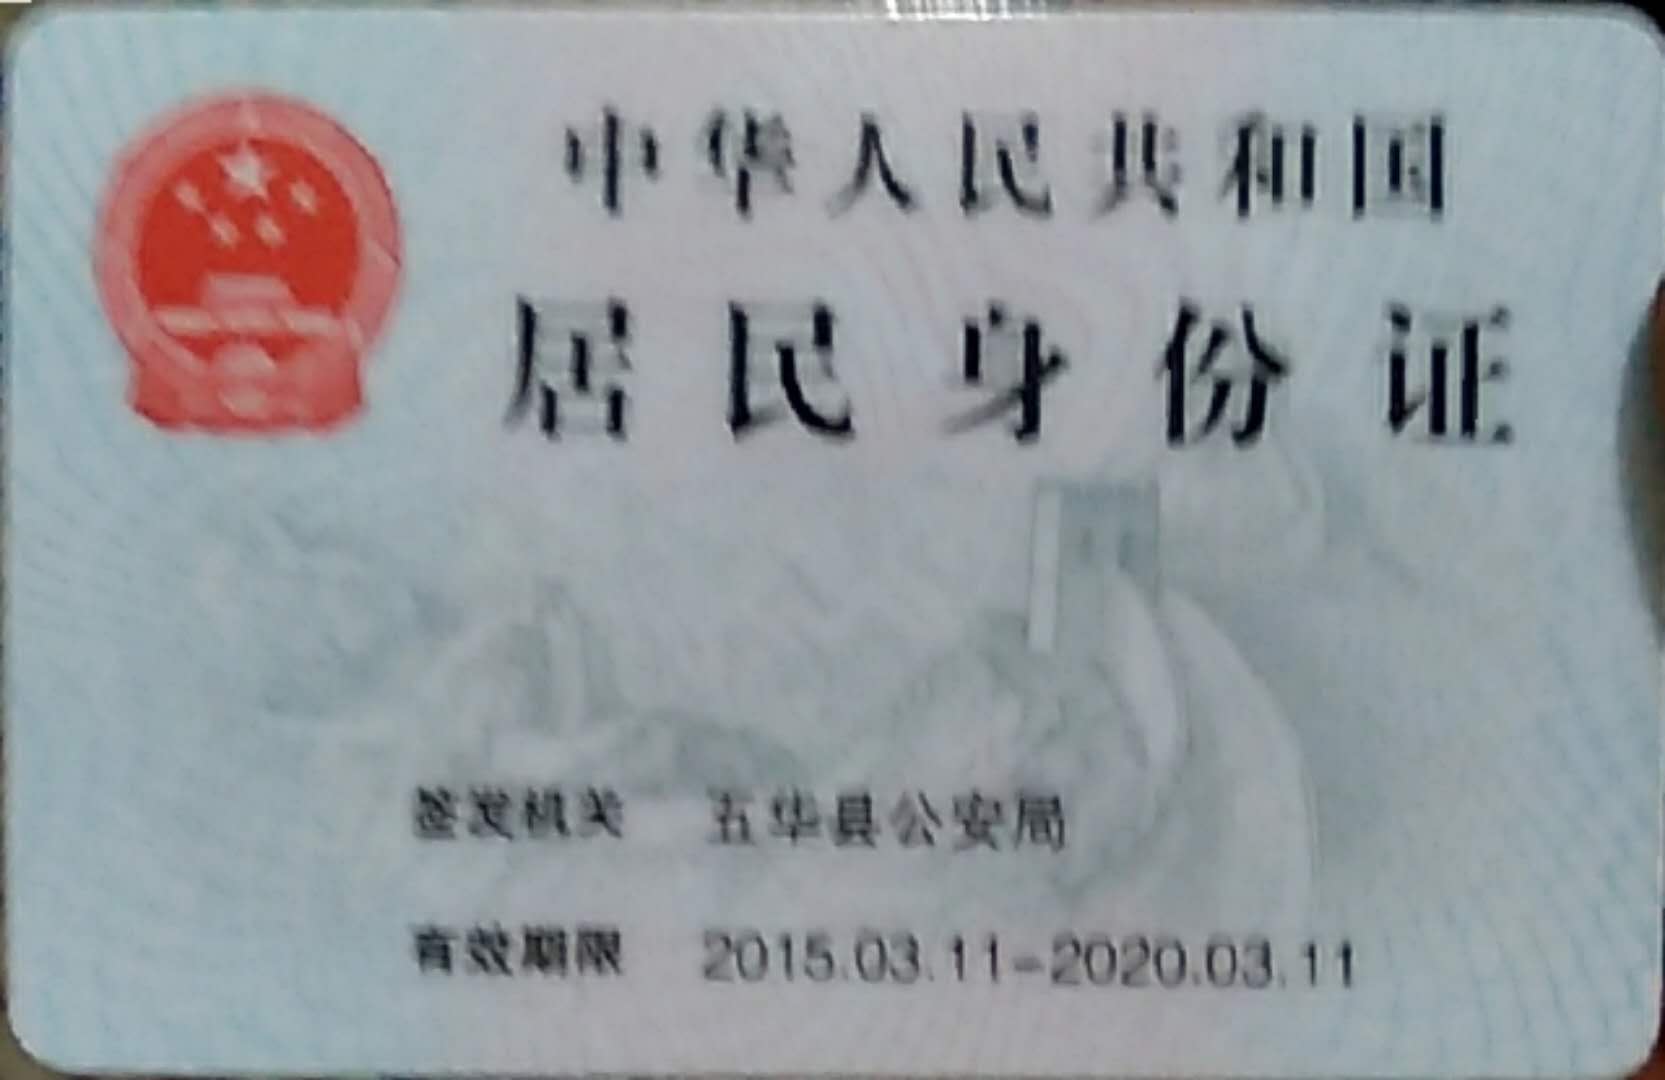 中华人民共和国
居民身份证
签发机关 五华县公安局
有效期限 2015.03.11-2020.03.11